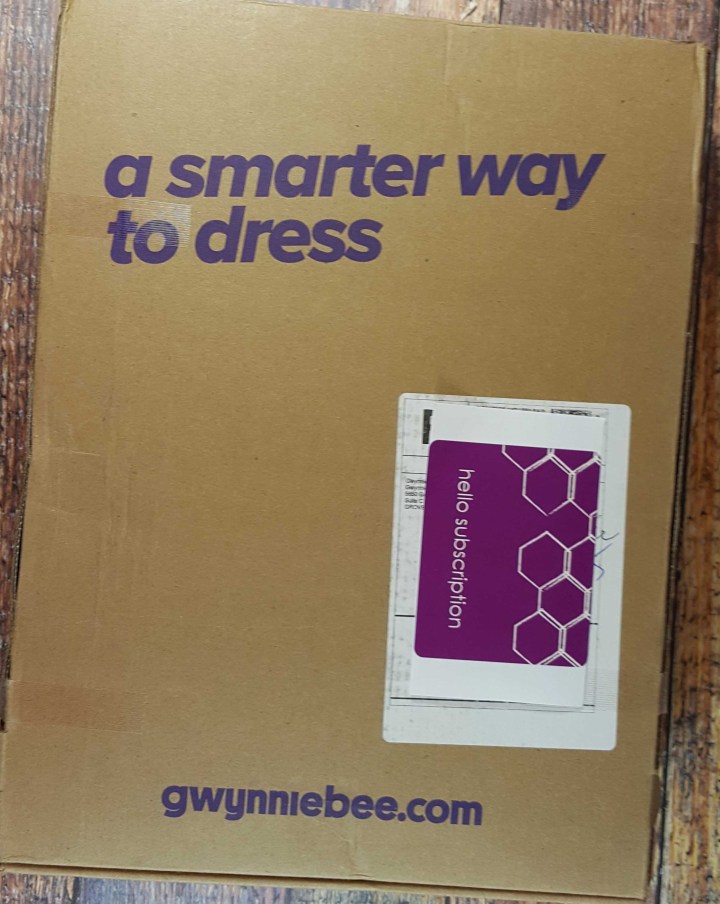 a smarter way
to dress
hello subscription
gwynniebee.com